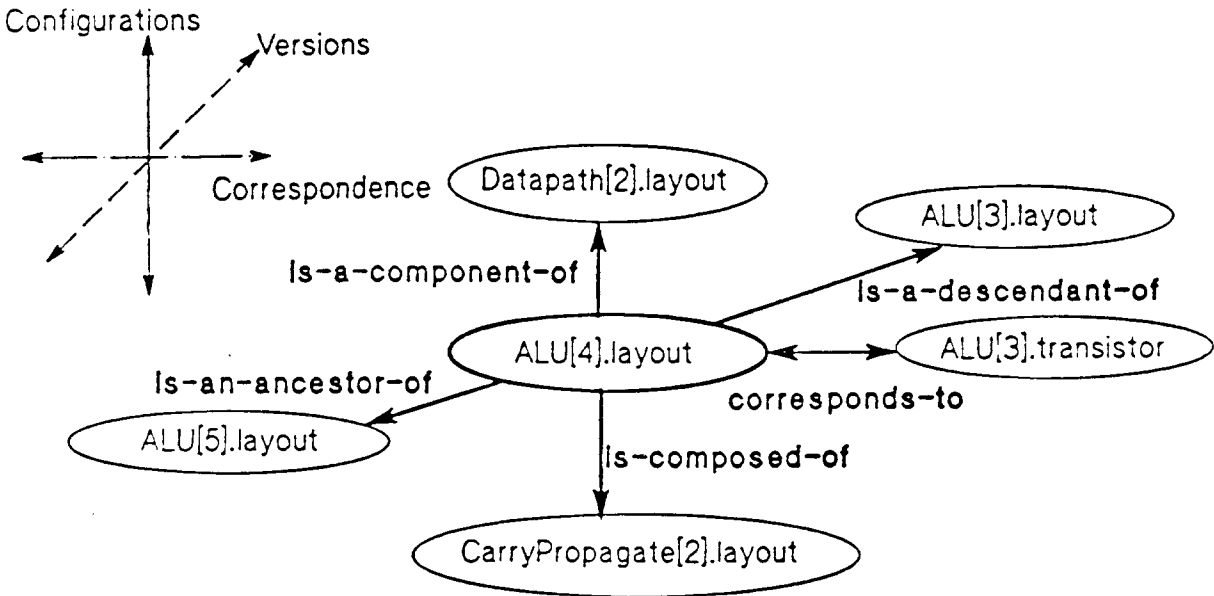 Configurations
Versions
Correspondence
Datapath[2].layout
ALU[3].layout
Is-a-component-of
Is-a-descendant-of
ALU[4].layout
ALU[3].transistor
Is-an-ancestor-of
corresponds-to
ALU[5].layout
Is-composed-of
CarryPropagate[2].layout